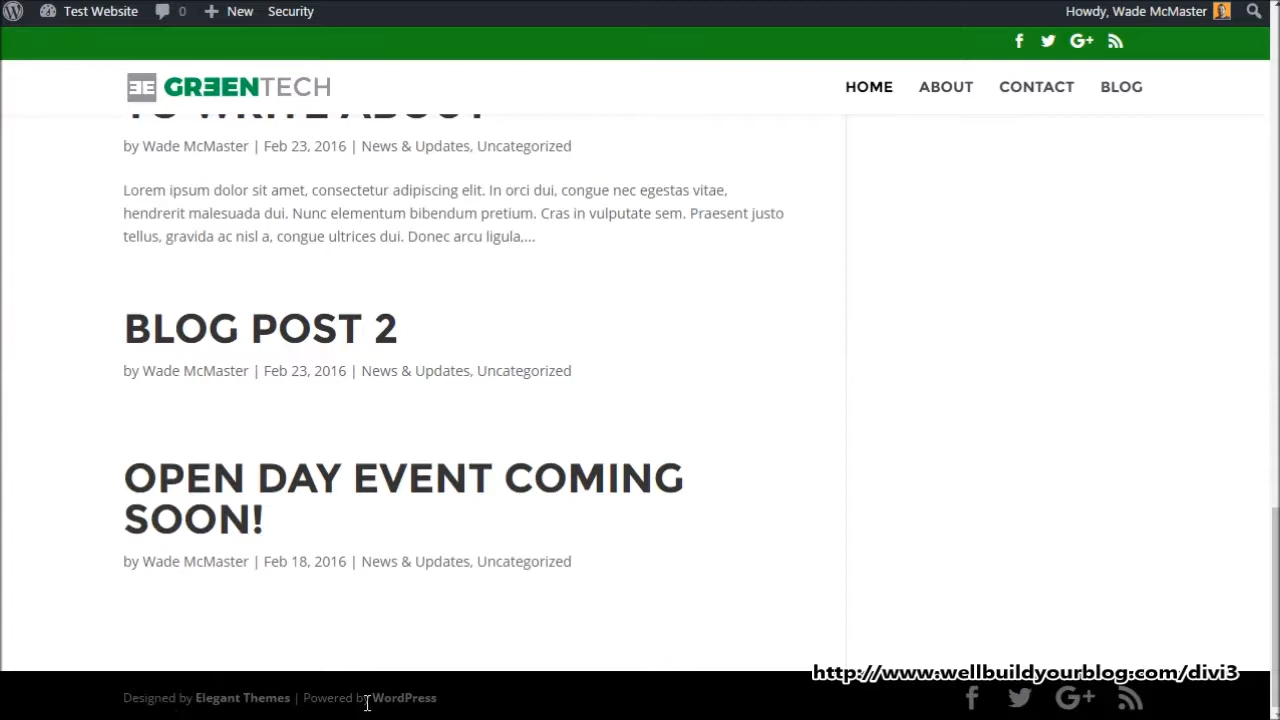 Test Website 0 New Security Howdy, Wade McMaster
GREENTECH HOME ABOUT CONTACT BLOG
TO WRITE ABOUT
by Wade McMaster | Feb 23, 2016 | News & Updates, Uncategorized
Lorem ipsum dolor sit amet, consectetur adipiscing elit. In orci dui, congue nec egestas vitae,
hendrerit malesuada dui. Nunc elementum bibendum pretium. Cras in vulputate sem. Praesent justo
tellus, gravida ac nisl a, congue ultrices dui. Donec arcu ligula,...
BLOG POST 2
by Wade McMaster | Feb 23, 2016 | News & Updates, Uncategorized
OPEN DAY EVENT COMING
SOON!
by Wade McMaster | Feb 18, 2016 | News & Updates, Uncategorized
http://www.wellbuildyourblog.com/divi3
Designed by Elegant Themes | Powered by WordPress